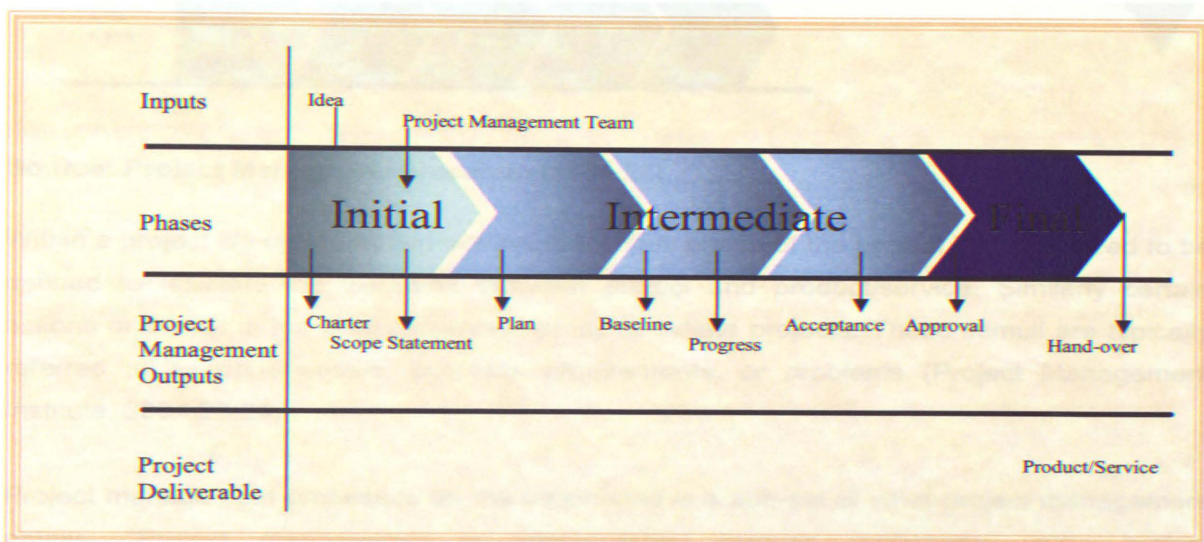 Inputs
Idea
Project Management Team
Phases
Initial
Intermediate
Final
Project
Management
Outputs
Charter
Scope Statement
Plan
Baseline
Progress
Acceptance
Approval
Hand-over
Project
Deliverable
Product/Service